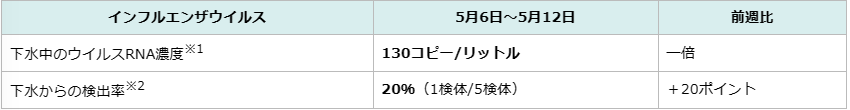 インフルエンザウイルス 5月6日～5月12日 前週比
下水中のウイルスRNA濃度※1 130コピー/リットル ―倍
下水からの検出率※2 20%（1検体/5検体） ＋20ポイント